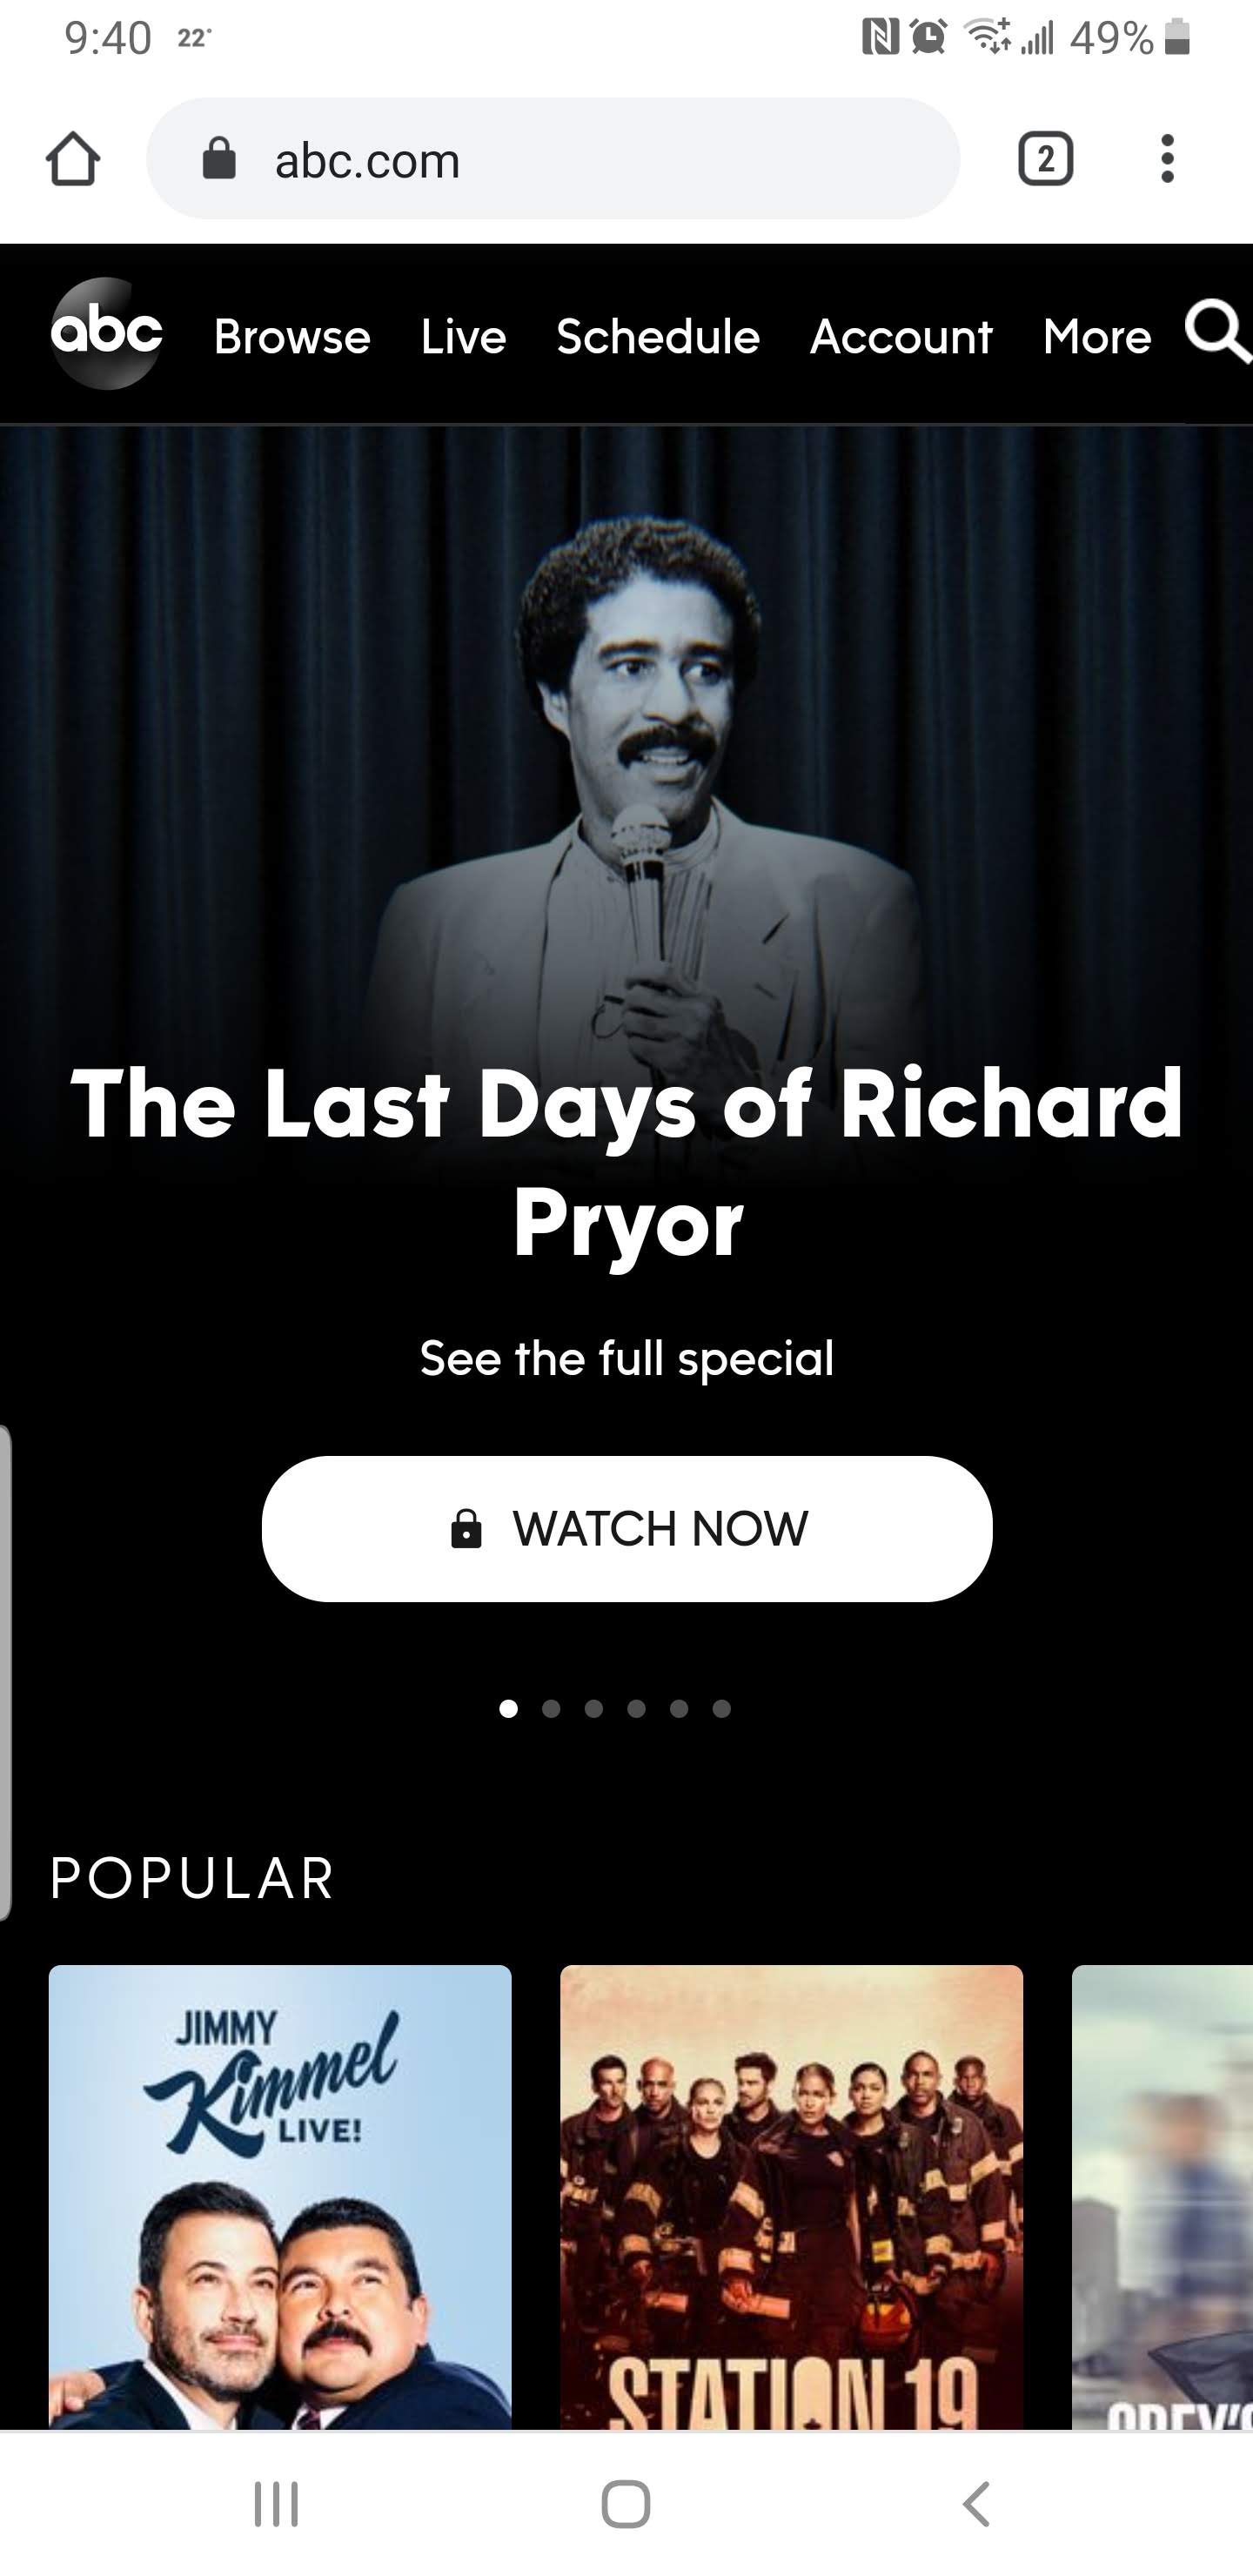 9:40 22° 49%
abc.com 2
abc Browse Live Schedule Account More
The Last Days of Richard
Pryor
See the full special
WATCH NOW
POPULAR
JIMMY
Kimmel
LIVE!
STATION 19
GREY'S